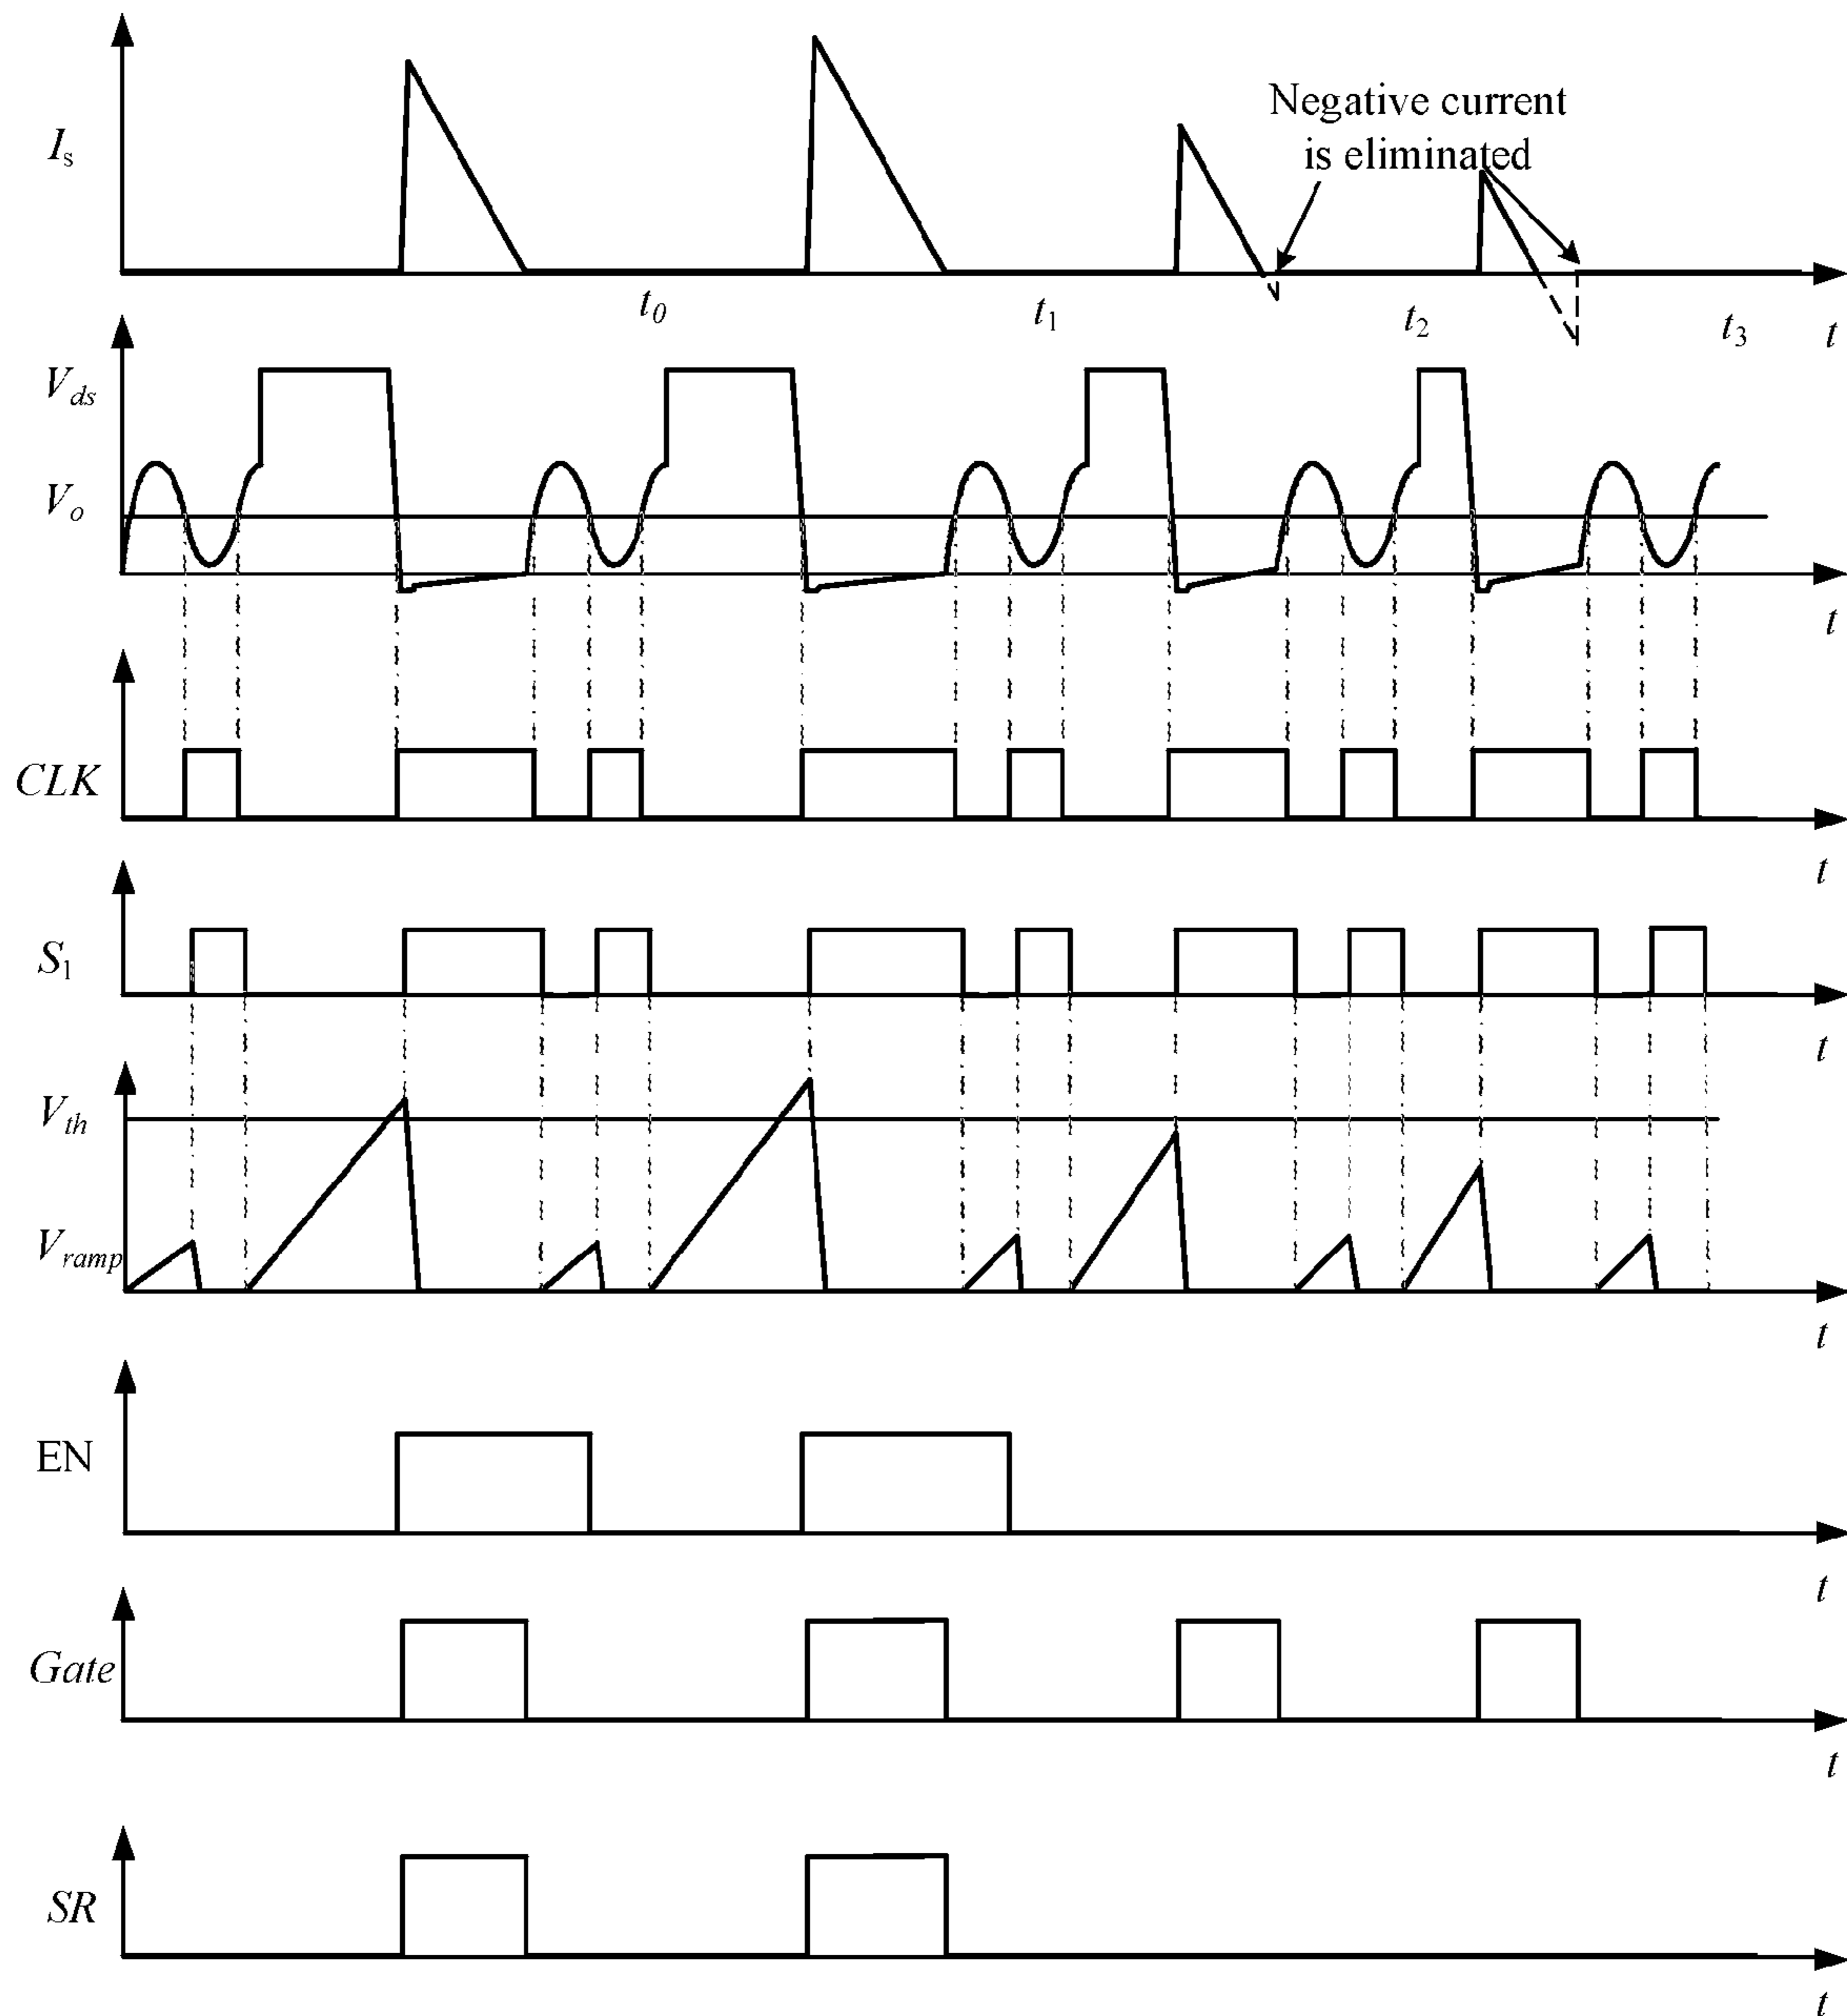 Negative current
is eliminated
Is
t0
t1
t2
t3
t
Vds
Vo
t
CLK
t
S1
t
Vth
Vramp
t
EN
t
Gate
t
SR
t